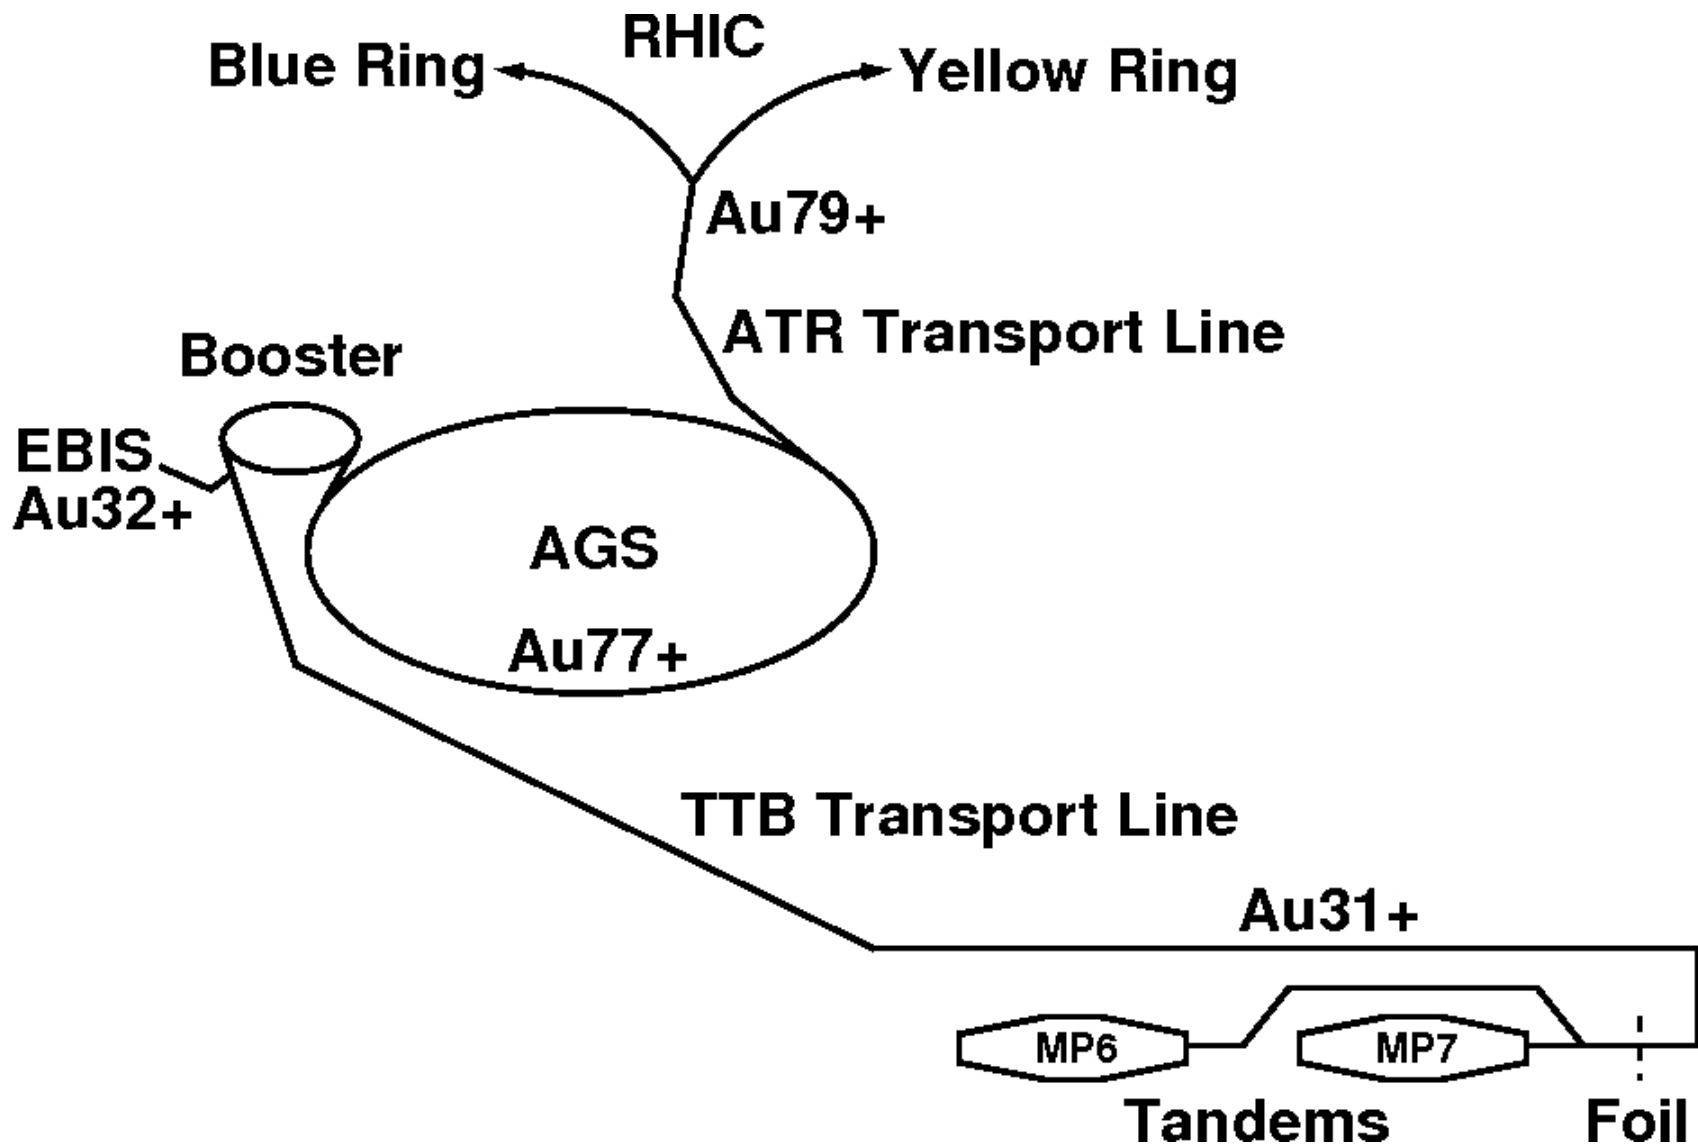 RHIC
Blue Ring
Yellow Ring
Au79+
ATR Transport Line
Booster
EBIS
Au32+
AGS
Au77+
TTB Transport Line
Au31+
MP6
MP7
Tandems
Foil